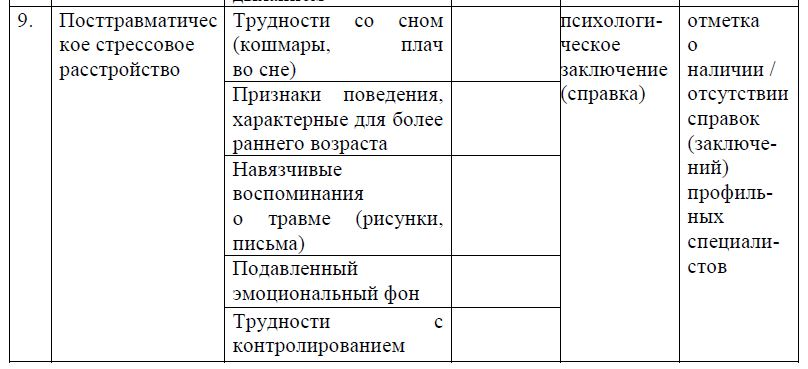 9.
Посттравматичес
кое стрессовое
расстройство
Трудности со сном
(кошмары, плач
во сне)
Признаки поведения,
характерные для более
раннего возраста
Навязчивые
воспоминания
о травме (рисунки,
письма)
Подавленный
эмоциональный фон
Трудности с
контролированием
психологи-
ческое
заключение
(справка)
отметка
о
наличии /
отсутствии
справок
(заключе-
ний)
профиль-
ных
специали-
стов